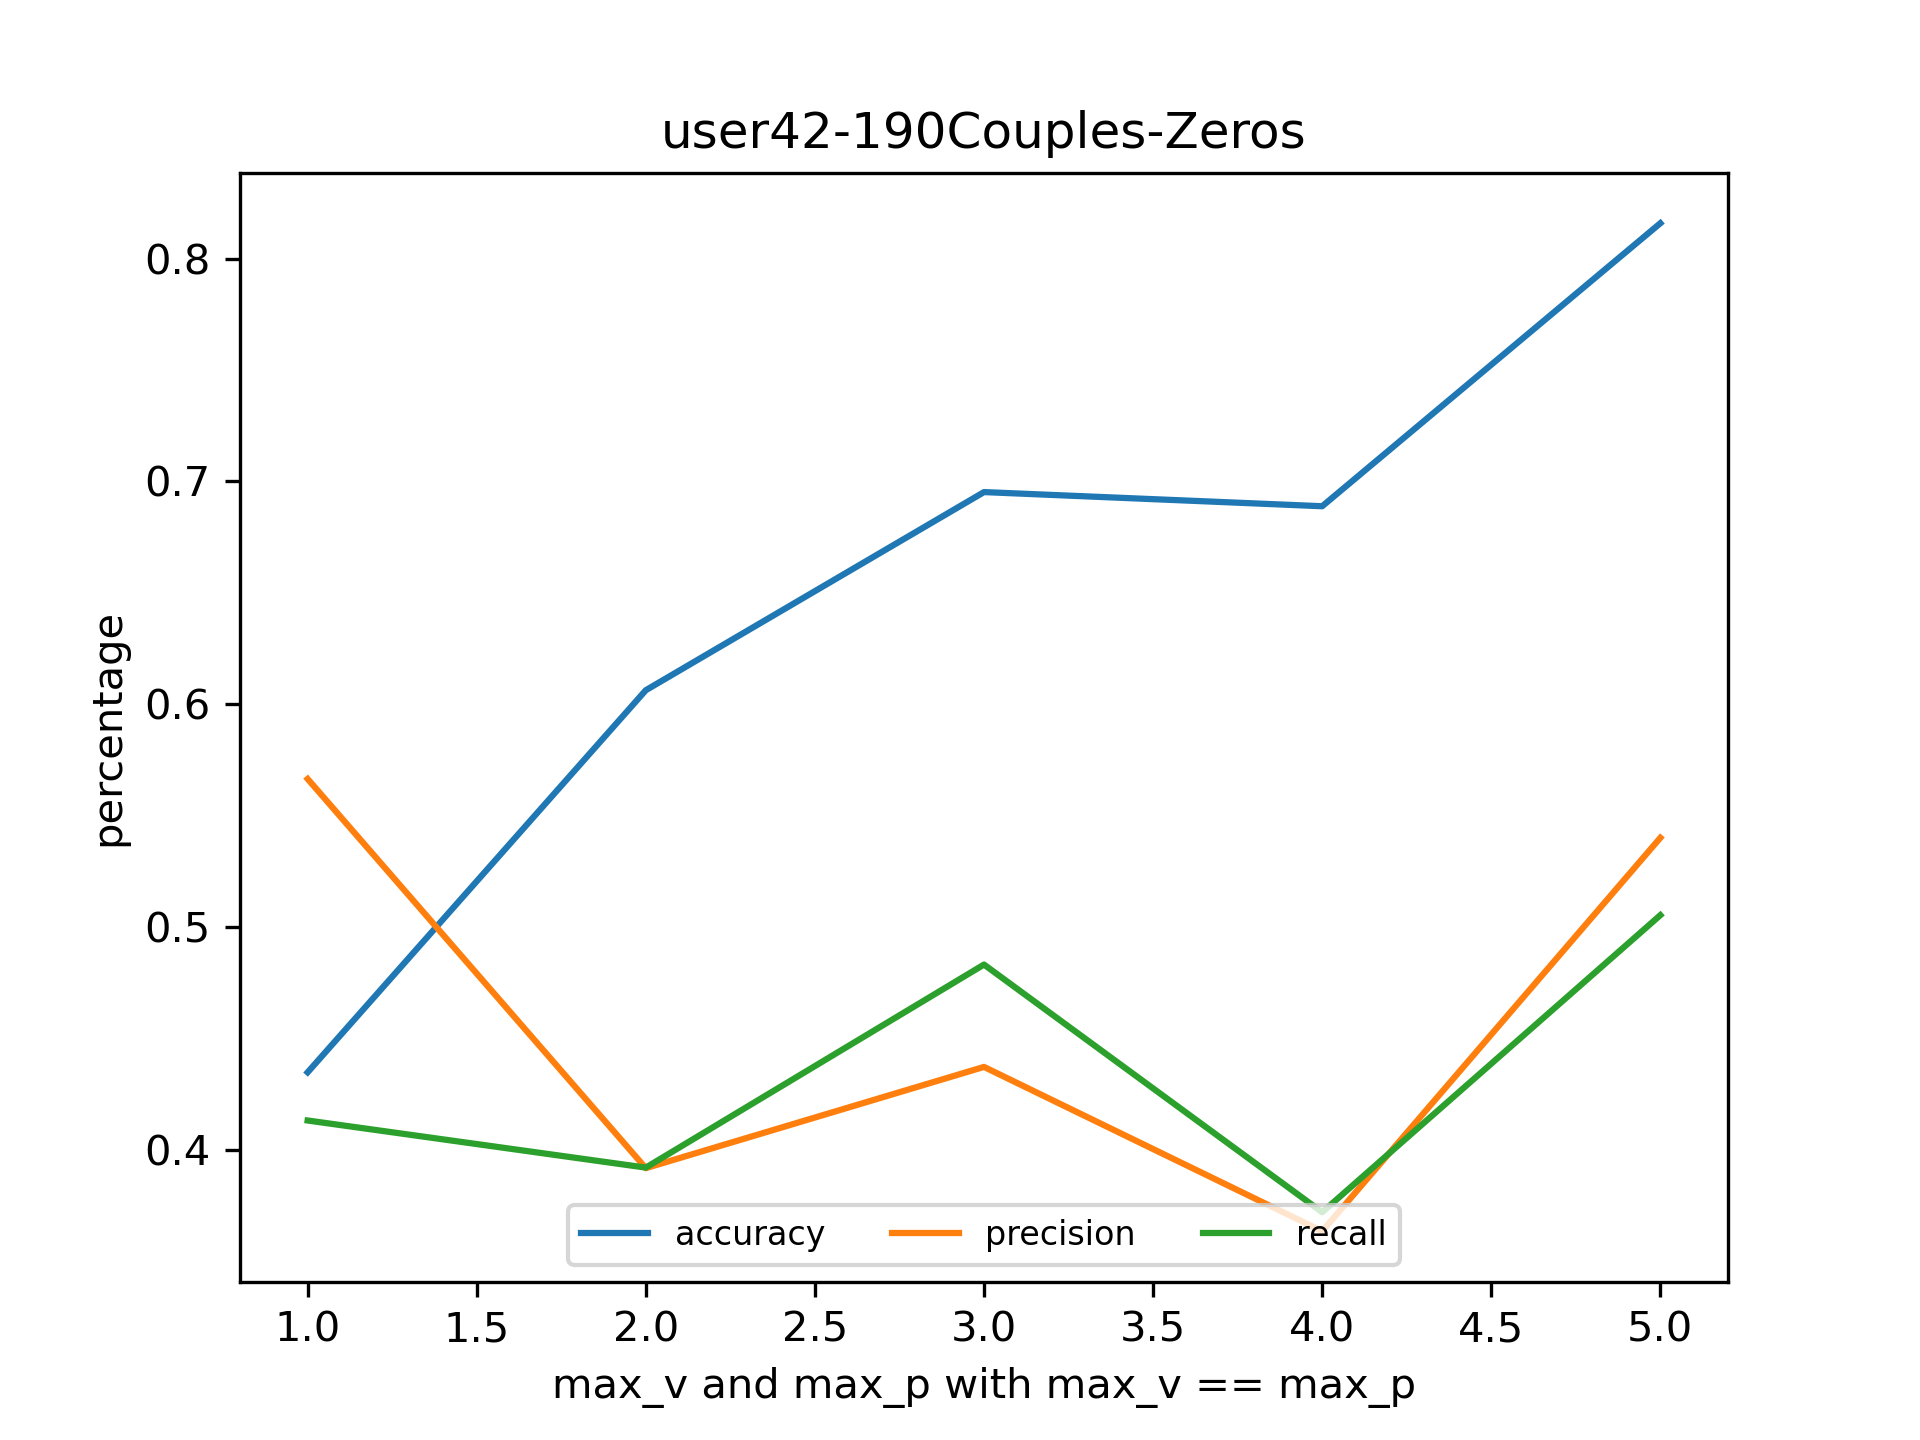 user42-190Couples-Zeros
percentage
0.8
0.7
0.6
0.5
0.4
accuracy precision recall
1.0 1.5 2.0 2.5 3.0 3.5 4.0 4.5 5.0
max_v and max_p with max_v == max_p